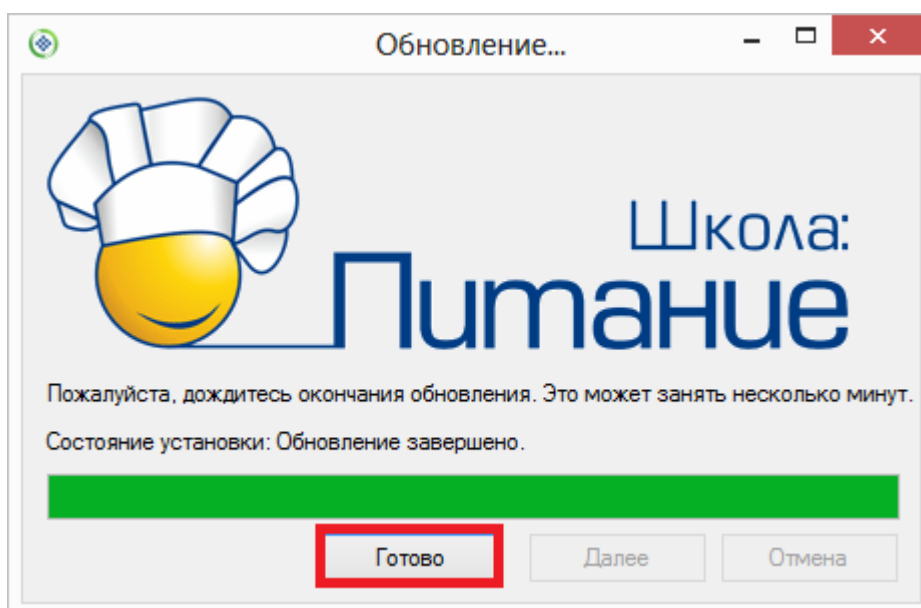 Обновление...
Школа:
Питание
Пожалуйста, дождитесь окончания обновления. Это может занять несколько минут.
Состояние установки: Обновление завершено.
Готово Далее Отмена